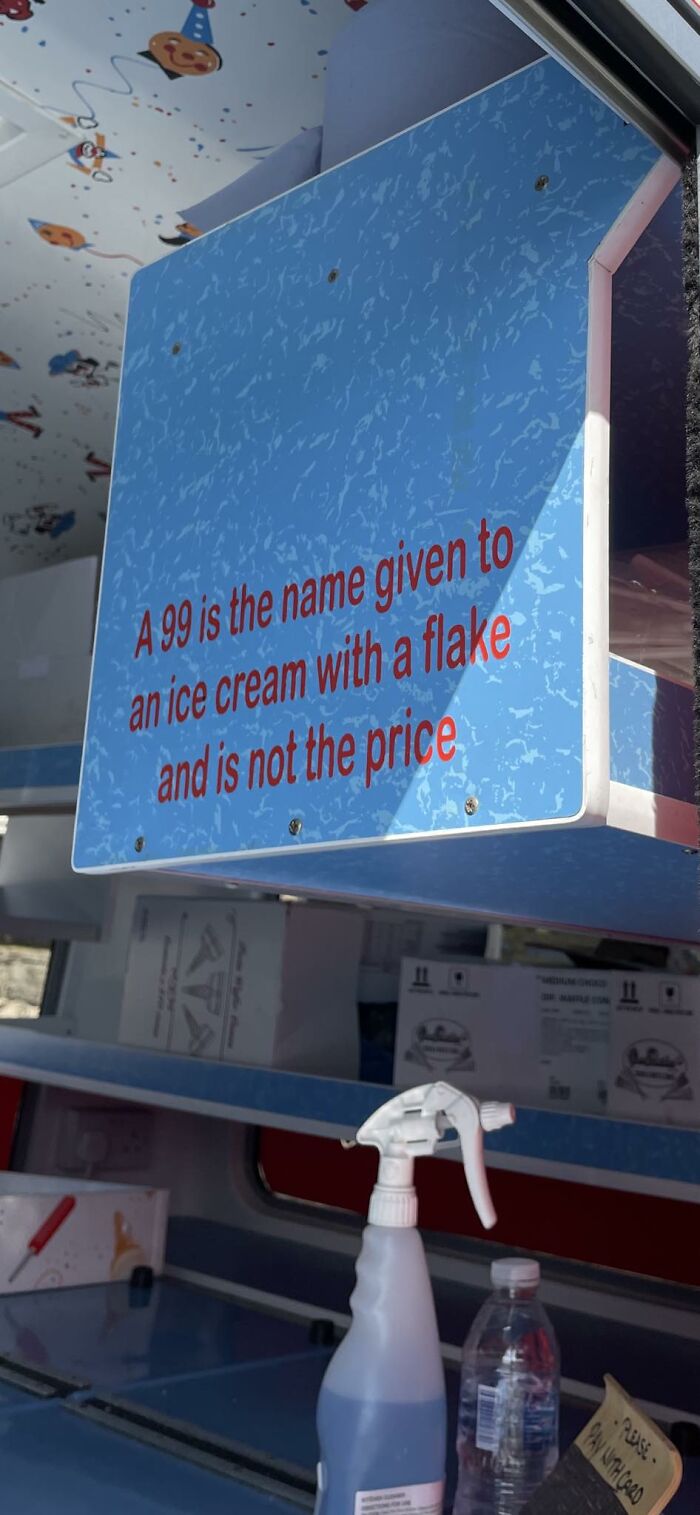 A 99 is the name given to
an ice cream with a flake
and is not the price
- PLEASE -
PAY WITH CARD